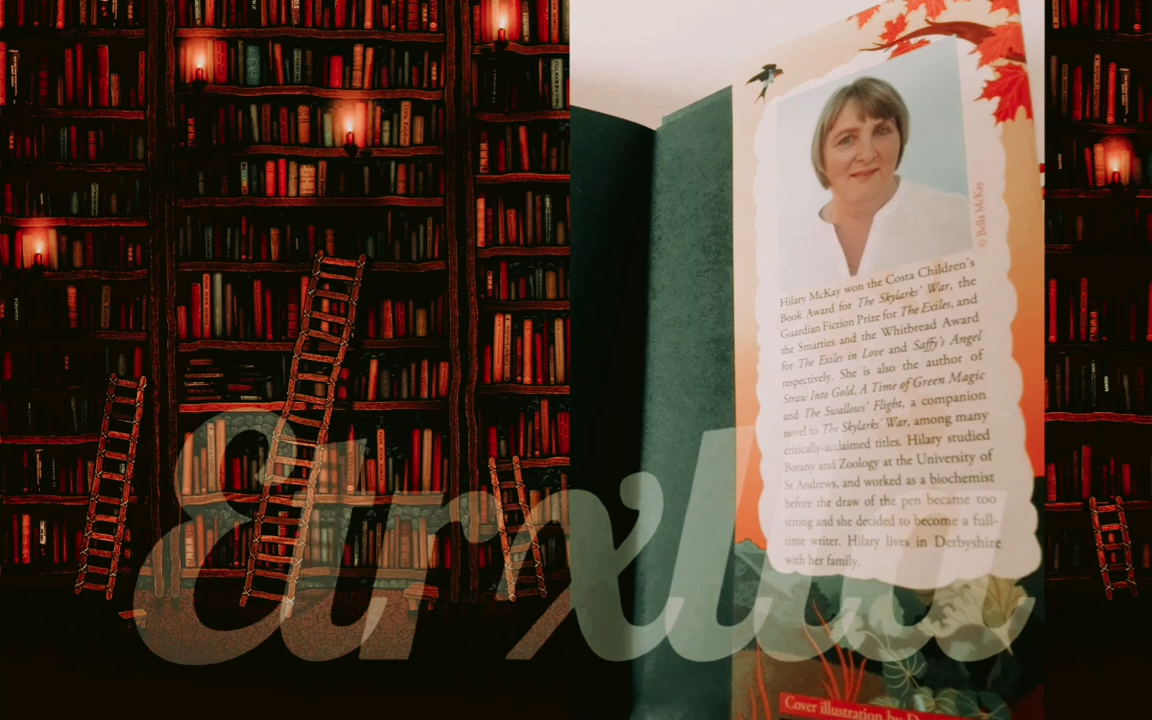 © Bella McKay
Hilary McKay won the Costa Children's
Book Award for The Skylarks' War, the
Guardian Fiction Prize for The Exiles, and
the Smarties and the Whitbread Award
for The Exiles in Love and Saffy's Angel
respectively. She is also the author of
Straw Into Gold, A Time of Green Magic
and The Swallows' Flight, a companion
novel to The Skylarks' War, among many
critically-acclaimed titles. Hilary studied
Botany and Zoology at the University of
St Andrews, and worked as a biochemist
before the draw of the pen became too
strong and she decided to become a full-
time writer. Hilary lives in Derbyshire
with her family.
Cover illustration by